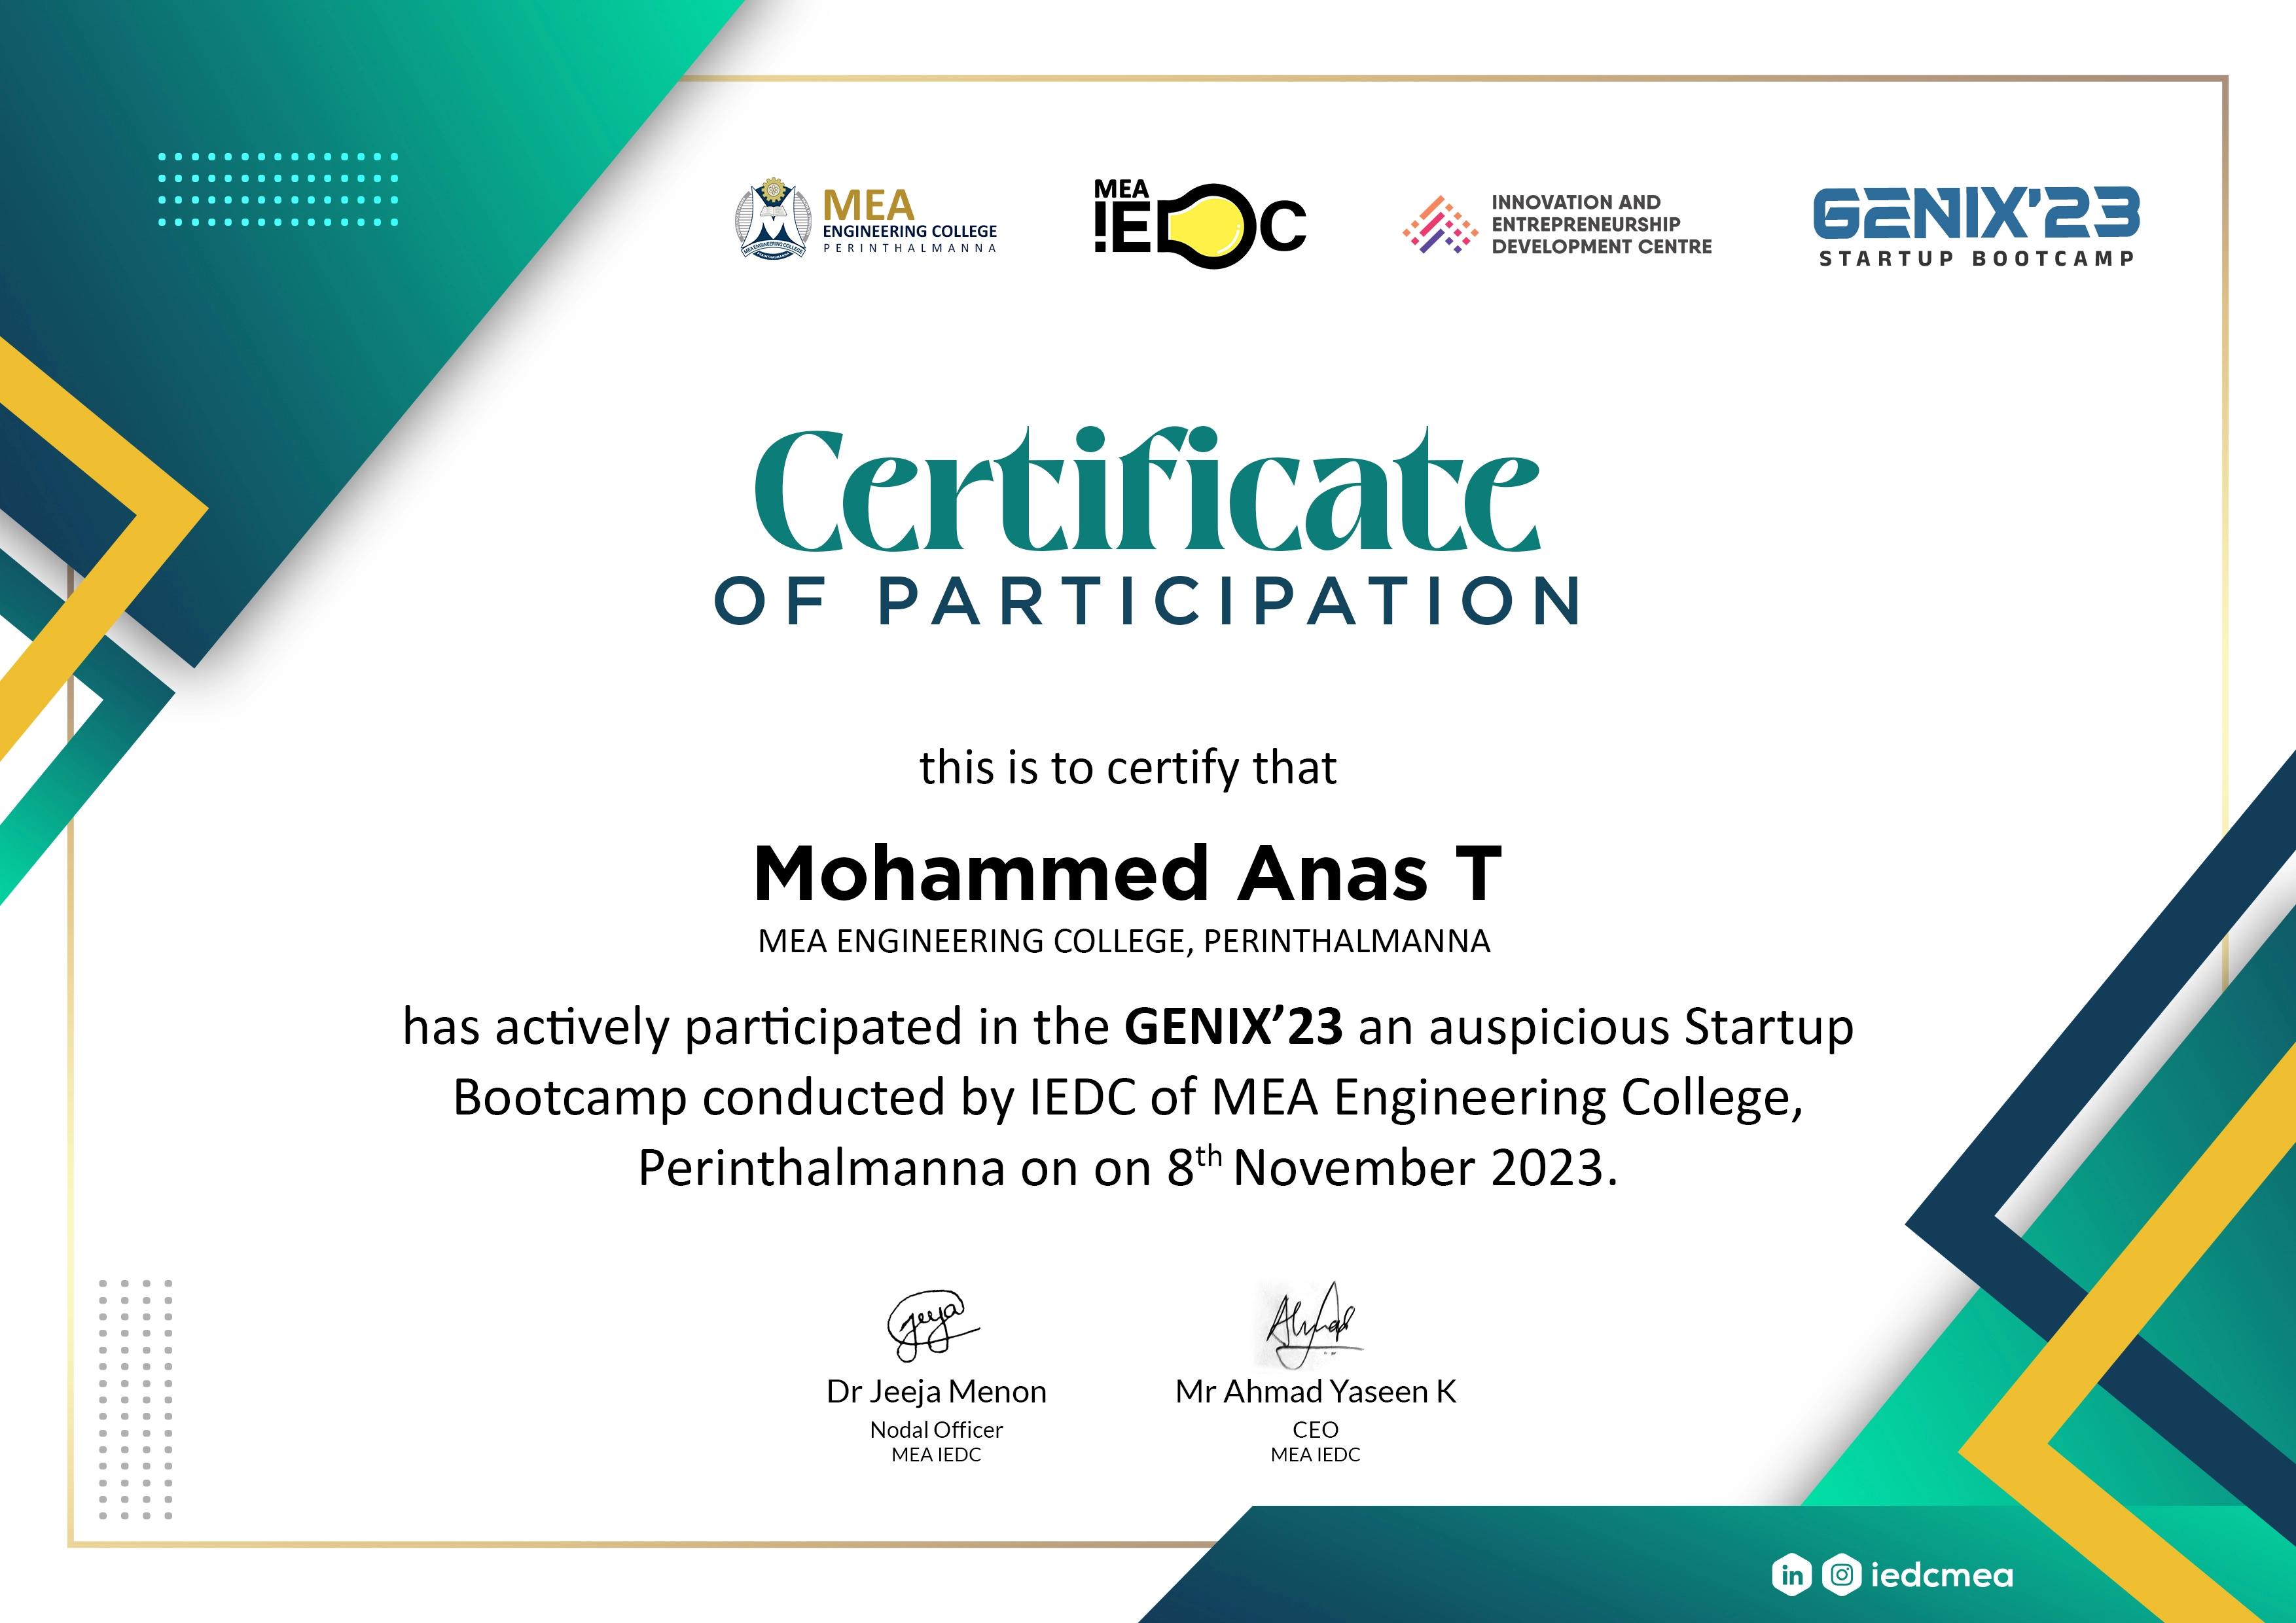 MEA
ENGINEERING COLLEGE
PERINTHALMANNA
MEA
IEDC
INNOVATION AND
ENTREPRENEURSHIP
DEVELOPMENT CENTRE
GENIX'23
STARTUP BOOTCAMP
Certificate
OF PARTICIPATION
this is to certify that
Mohammed Anas T
MEA ENGINEERING COLLEGE, PERINTHALMANNA
has actively participated in the GENIX’23 an auspicious Startup
Bootcamp conducted by IEDC of MEA Engineering College,
Perinthalmanna on on 8th November 2023.
Jeeja
Ahmad
Dr Jeeja Menon
Mr Ahmad Yaseen K
Nodal Officer
CEO
MEA IEDC
MEA IEDC
in
iedcmea